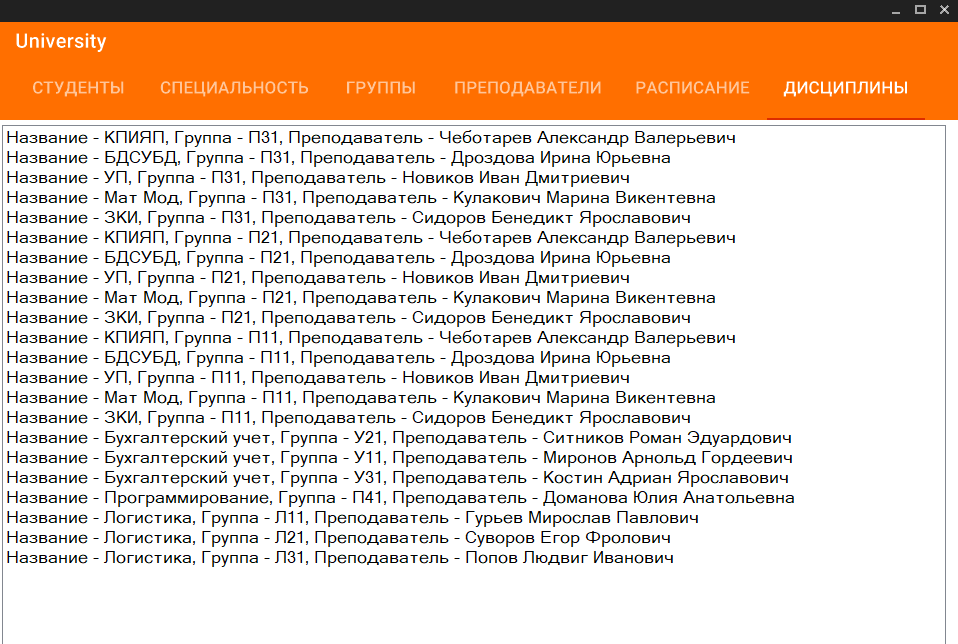 University
СТУДЕНТЫ СПЕЦИАЛЬНОСТЬ ГРУППЫ ПРЕПОДАВАТЕЛИ РАСПИСАНИЕ ДИСЦИПЛИНЫ
Название - КПИЯП, Группа - П31, Преподаватель - Чеботарев Александр Валерьевич
Название - БДСУБД, Группа - П31, Преподаватель - Дроздова Ирина Юрьевна
Название - УП, Группа - П31, Преподаватель - Новиков Иван Дмитриевич
Название - Мат Мод, Группа - П31, Преподаватель - Кулакович Марина Викентевна
Название - ЗКИ, Группа - П31, Преподаватель - Сидоров Бенедикт Ярославович
Название - КПИЯП, Группа - П21, Преподаватель - Чеботарев Александр Валерьевич
Название - БДСУБД, Группа - П21, Преподаватель - Дроздова Ирина Юрьевна
Название - УП, Группа - П21, Преподаватель - Новиков Иван Дмитриевич
Название - Мат Мод, Группа - П21, Преподаватель - Кулакович Марина Викентевна
Название - ЗКИ, Группа - П21, Преподаватель - Сидоров Бенедикт Ярославович
Название - КПИЯП, Группа - П11, Преподаватель - Чеботарев Александр Валерьевич
Название - БДСУБД, Группа - П11, Преподаватель - Дроздова Ирина Юрьевна
Название - УП, Группа - П11, Преподаватель - Новиков Иван Дмитриевич
Название - Мат Мод, Группа - П11, Преподаватель - Кулакович Марина Викентевна
Название - ЗКИ, Группа - П11, Преподаватель - Сидоров Бенедикт Ярославович
Название - Бухгалтерский учет, Группа - У21, Преподаватель - Ситников Роман Эдуардович
Название - Бухгалтерский учет, Группа - У11, Преподаватель - Миронов Арнольд Гордеевич
Название - Бухгалтерский учет, Группа - У31, Преподаватель - Костин Адриан Ярославович
Название - Программирование, Группа - П41, Преподаватель - Доманова Юлия Анатольевна
Название - Логистика, Группа - Л11, Преподаватель - Гурьев Мирослав Павлович
Название - Логистика, Группа - Л21, Преподаватель - Суворов Егор Фролович
Название - Логистика, Группа - Л31, Преподаватель - Попов Людвиг Иванович